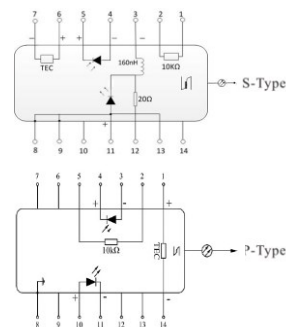 7 6 5 4 3 2 1
− + + − − +
TEC
160nH
10KΩ
20Ω
S-Type
+
8 9 10 11 12 13 14
7 6 5 4 3 2 1
+ − +
10kΩ
TEC
P-Type
+ − −
8 9 10 11 12 13 14